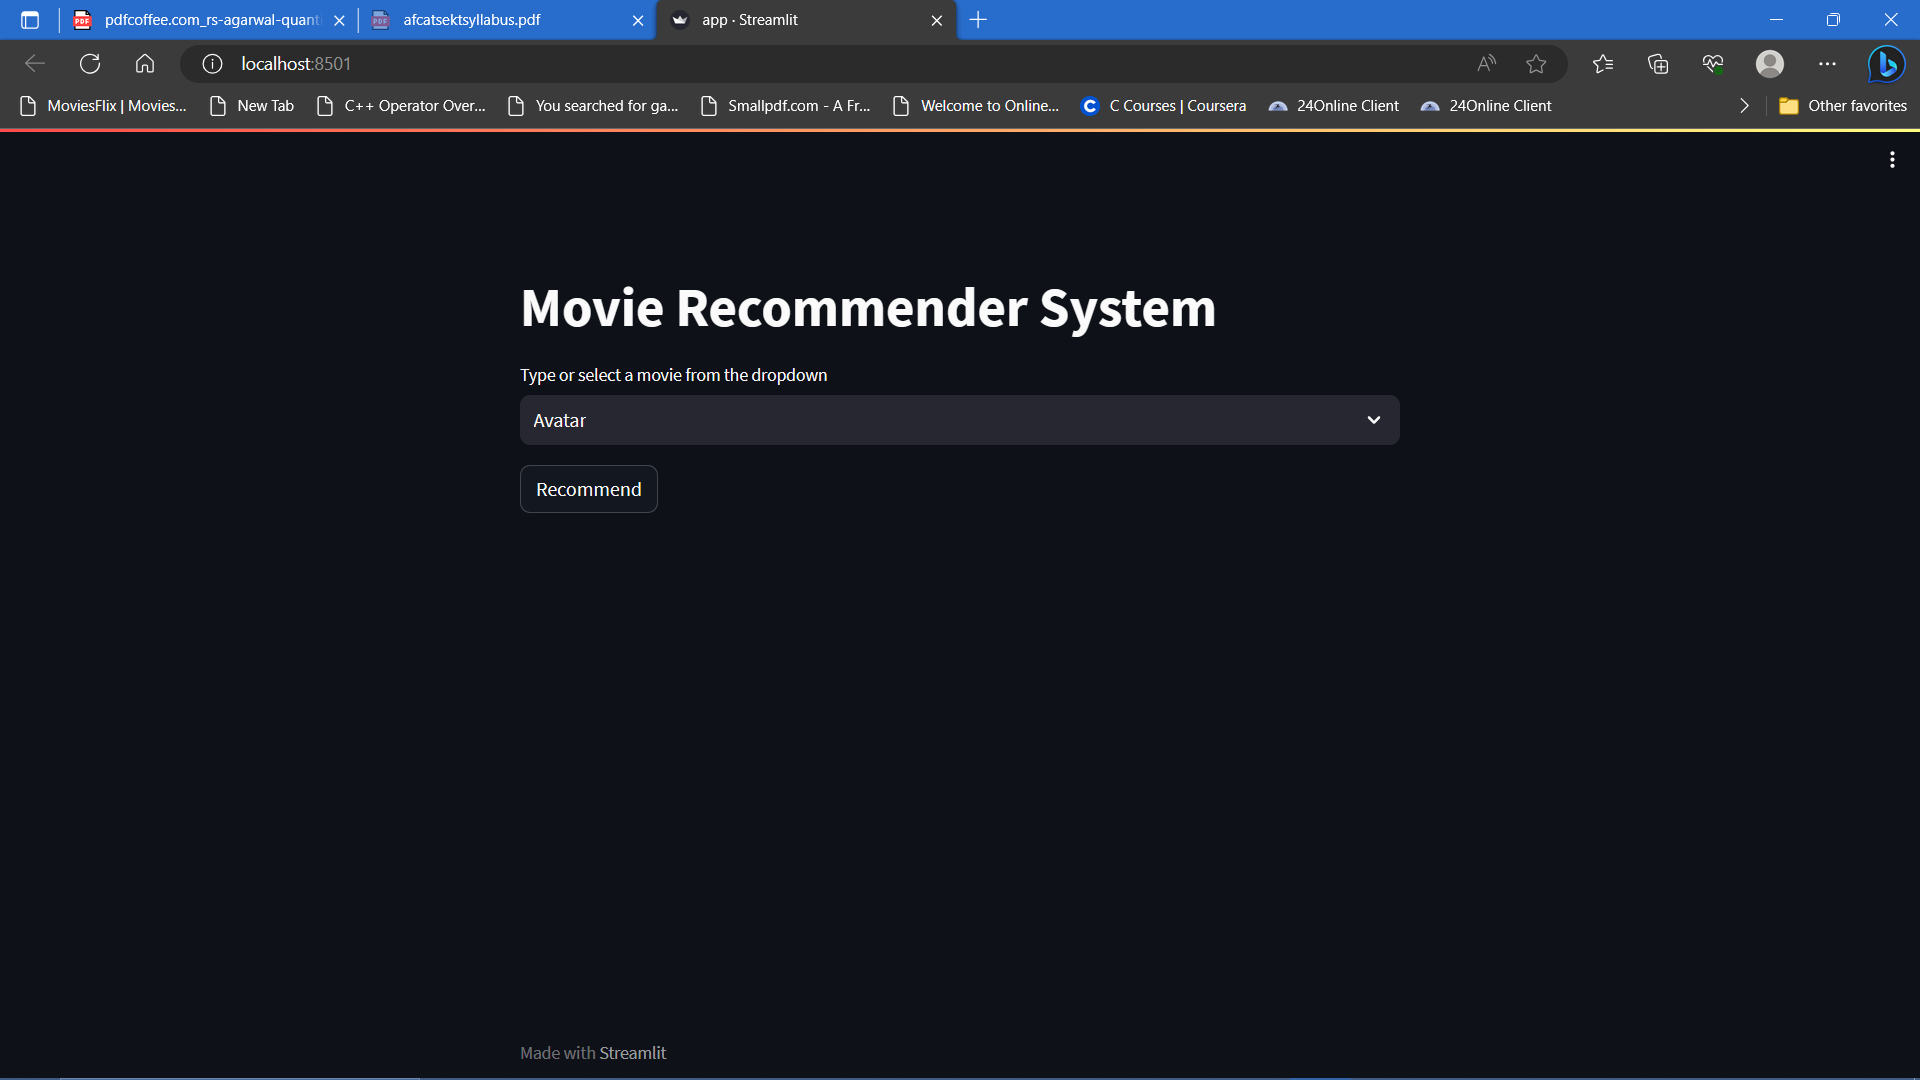 pdfcoffee.com_rs-agarwal-quant
afcatsektsyllabus.pdf
app · Streamlit
localhost:8501
MoviesFlix | Movies...
New Tab
C++ Operator Over...
You searched for ga...
Smallpdf.com - A Fr...
Welcome to Online...
C Courses | Coursera
24Online Client
24Online Client
Other favorites
Movie Recommender System
Type or select a movie from the dropdown
Avatar
Recommend
Made with Streamlit